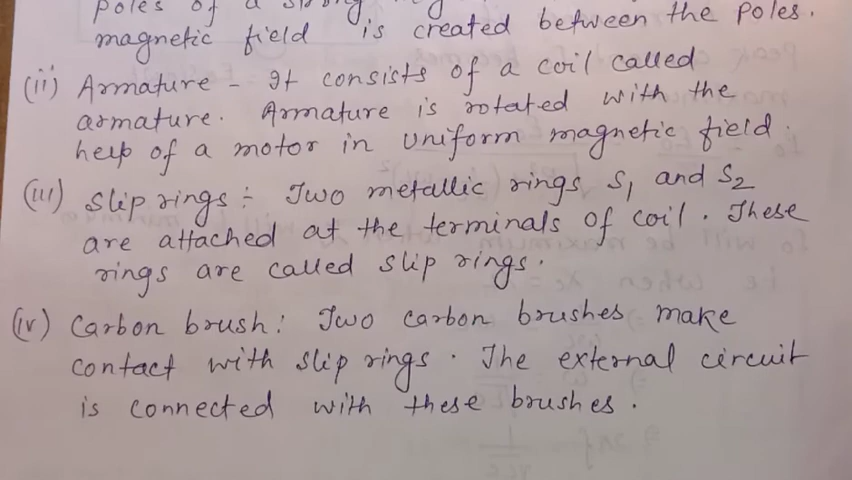 poles of a strong
magnetic field is created between the poles.
(ii) Armature - It consists of a coil called
armature. Armature is rotated with the
help of a motor in uniform magnetic field.
(iii) Slip rings ÷ Two metallic rings S1 and S2
are attached at the terminals of coil. These
rings are called slip rings.
(iv) Carbon brush: Two carbon brushes make
contact with slip rings. The external circuit
is connected with these brushes.